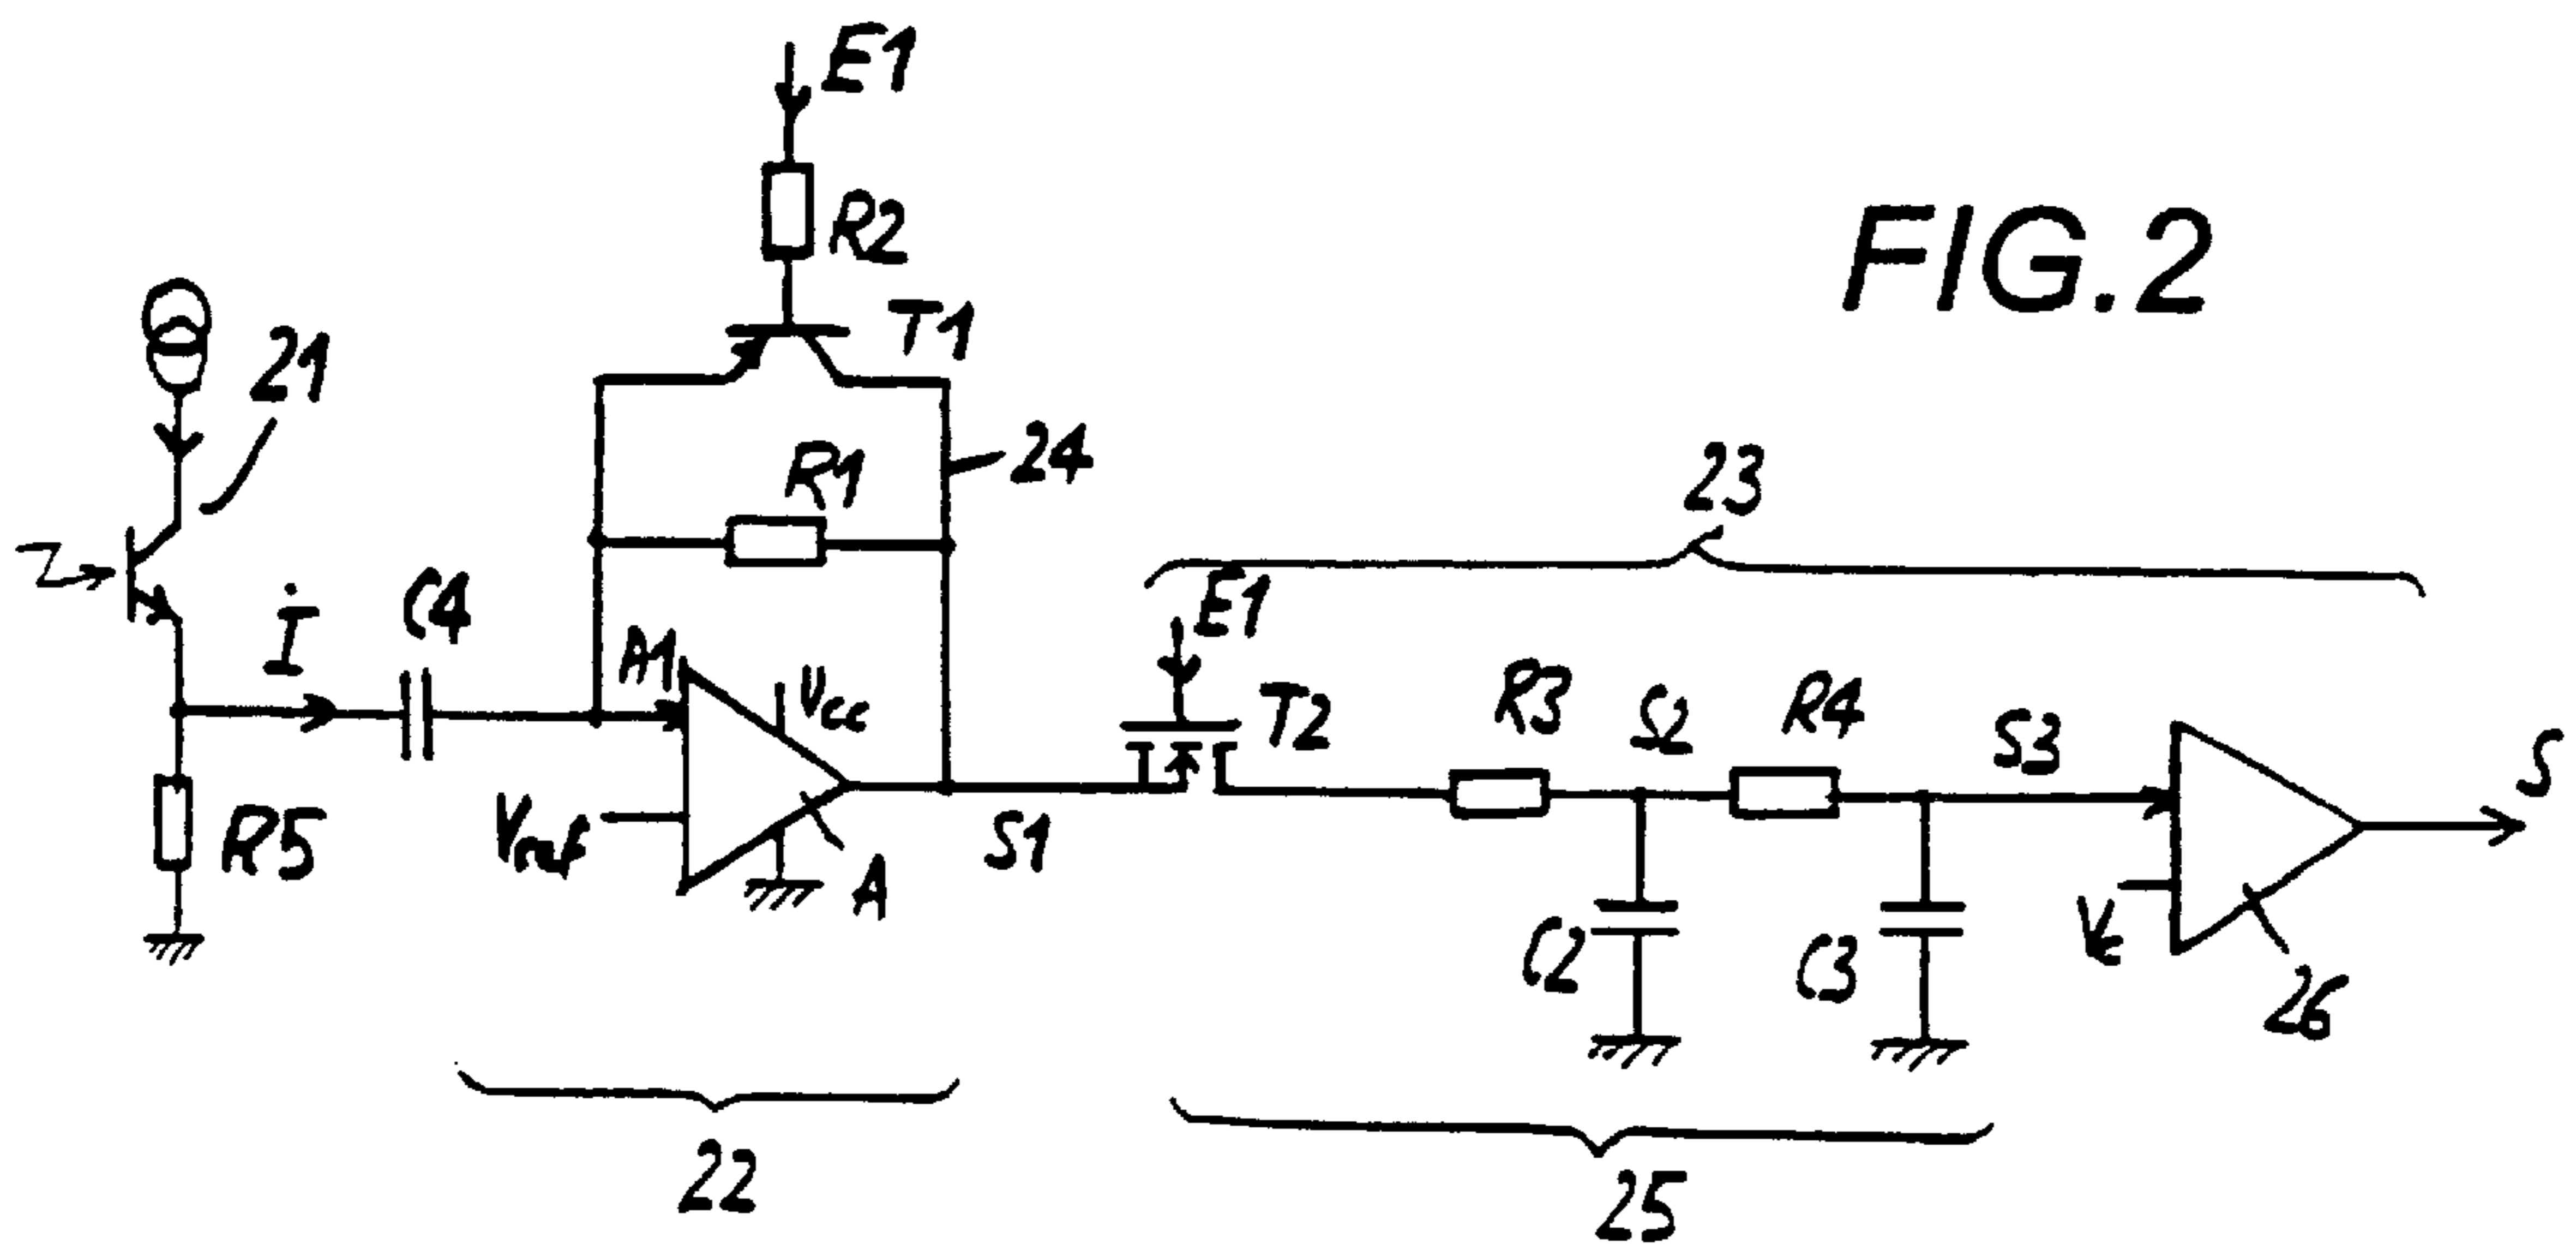 E1
R2
FIG.2
T1
21
24
R1
23
I
C4
A1
Vcc
E1
T2
R3
S2
R4
S3
S
Vref
R5
A
S1
C2
C3
Vc
26
22
25